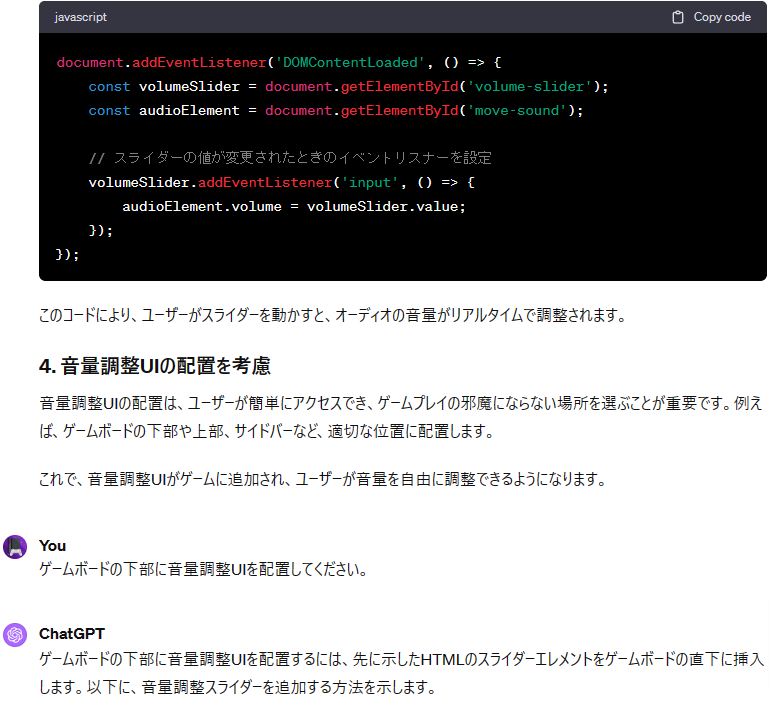 javascript
Copy code
document.addEventListener('DOMContentLoaded', () => {
    const volumeSlider = document.getElementById('volume-slider');
    const audioElement = document.getElementById('move-sound');
    // スライダーの値が変更されたときのイベントリスナーを設定
    volumeSlider.addEventListener('input', () => {
        audioElement.volume = volumeSlider.value;
    });
});
このコードにより、ユーザーがスライダーを動かすと、オーディオの音量がリアルタイムで調整されます。
4. 音量調整UIの配置を考慮
音量調整UIの配置は、ユーザーが簡単にアクセスでき、ゲームプレイの邪魔にならない場所を選ぶことが重要です。例え
ば、ゲームボードの下部や上部、サイドバーなど、適切な位置に配置します。
これで、音量調整UIがゲームに追加され、ユーザーが音量を自由に調整できるようになります。
You
ゲームボードの下部に音量調整UIを配置してください。
ChatGPT
ゲームボードの下部に音量調整UIを配置するには、先に示したHTMLのスライダーエレメントをゲームボードの直下に挿入
します。以下に、音量調整スライダーを追加する方法を示します。